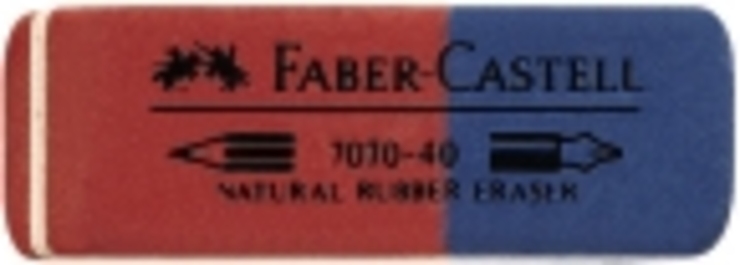 FABER-CASTELL
7070-40
NATURAL RUBBER ERASER